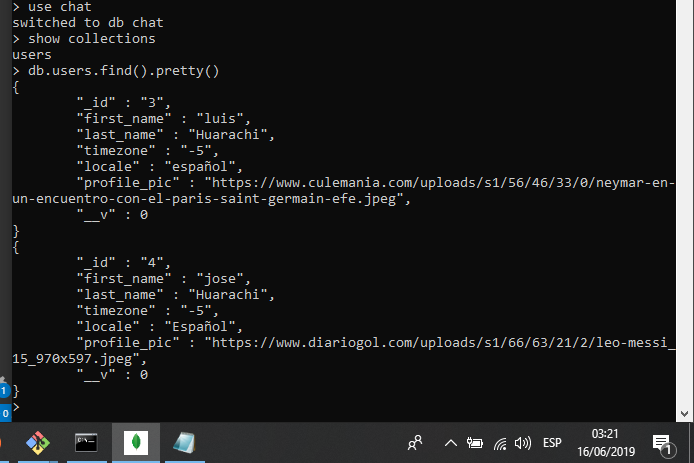 > use chat
switched to db chat
> show collections
users
> db.users.find().pretty()
{
        "_id" : "3",
        "first_name" : "luis",
        "last_name" : "Huarachi",
        "timezone" : "-5",
        "locale" : "español",
        "profile_pic" : "https://www.culemania.com/uploads/s1/56/46/33/0/neymar-en-
un-encuentro-con-el-paris-saint-germain-efe.jpeg",
        "__v" : 0
}
{
        "_id" : "4",
        "first_name" : "jose",
        "last_name" : "Huarachi",
        "timezone" : "-5",
        "locale" : "Español",
        "profile_pic" : "https://www.diariogol.com/uploads/s1/66/63/21/2/leo-messi_
15_970x597.jpeg",
        "__v" : 0
}
>
1
0
ESP
03:21
16/06/2019
1